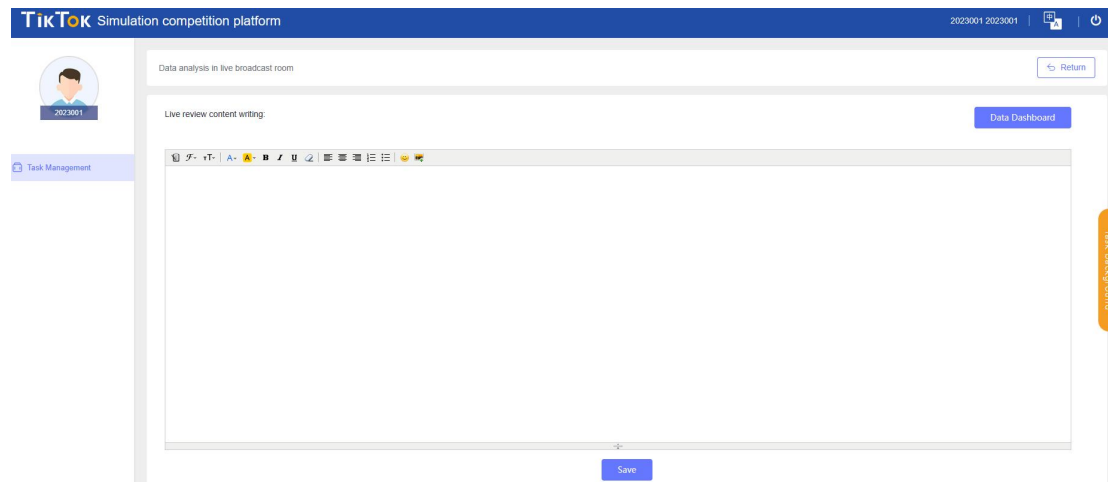 TikTok Simulation competition platform
2023001 2023001
中 A
2023001
Data analysis in live broadcast room
Return
Live review content writing:
Data Dashboard
Task Management
Save